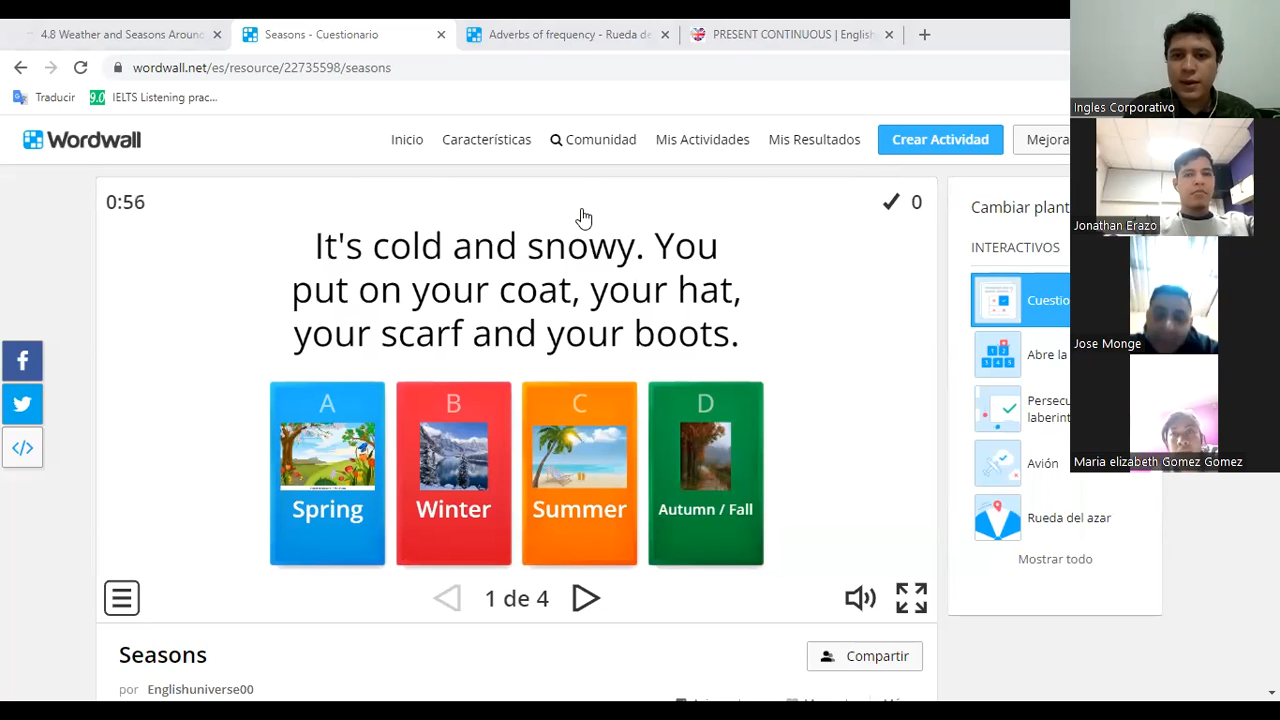 4.8 Weather and Seasons Aroun
Seasons - Cuestionario
Adverbs of frequency - Rueda de
PRESENT CONTINUOUS | English
wordwall.net/es/resource/22735598/seasons
Traducir
9.0 IELTS Listening prac...
Wordwall
Inicio
Características
Comunidad
Mis Actividades
Mis Resultados
Crear Actividad
Mejora
0:56
0
It's cold and snowy. You
put on your coat, your hat,
your scarf and your boots.
A
Spring
B
Winter
C
Summer
D
Autumn / Fall
1 de 4
Seasons
por Englishuniverse00
Compartir
Cambiar plant
INTERACTIVOS
Cuestio
Abre la
Persecu
laberint
Avión
Rueda del azar
Mostrar todo
Ingles Corporativo
Jonathan Erazo
Jose Monge
Maria elizabeth Gomez Gomez